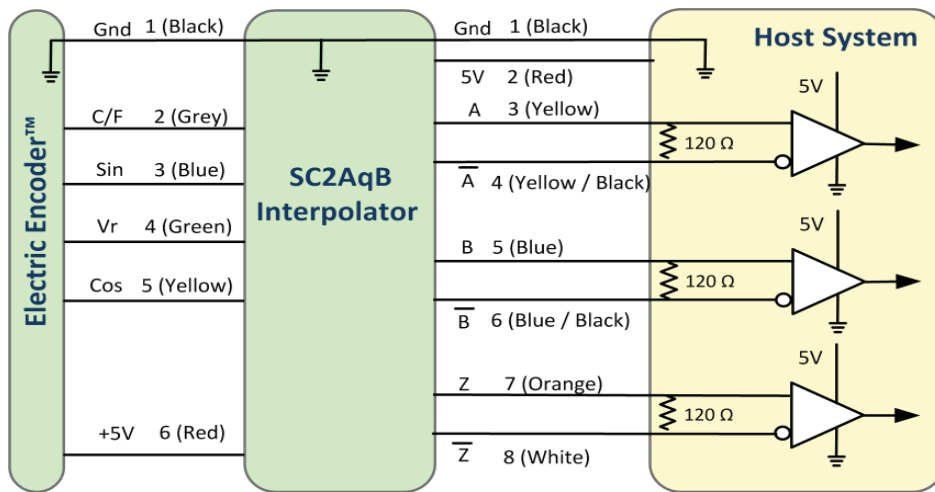 Electric Encoder™
Gnd 1 (Black)
C/F 2 (Grey)
Sin 3 (Blue)
Vr 4 (Green)
Cos 5 (Yellow)
+5V 6 (Red)
SC2AqB
Interpolator
Gnd 1 (Black)
5V 2 (Red)
A 3 (Yellow)
A̅ 4 (Yellow / Black)
B 5 (Blue)
B̅ 6 (Blue / Black)
Z 7 (Orange)
Z̅ 8 (White)
Host System
5V
120 Ω
5V
120 Ω
5V
120 Ω